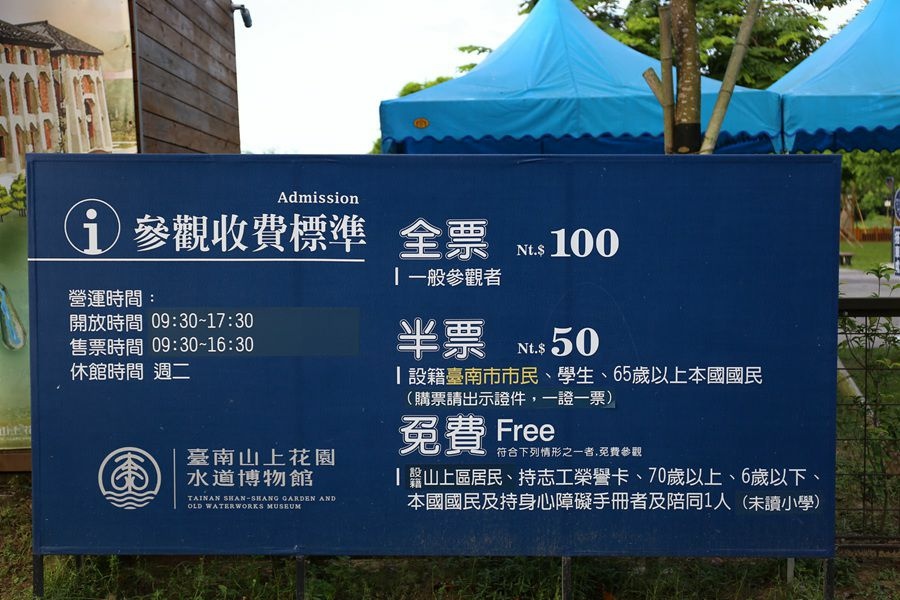 Admission
參觀收費標準
營運時間：
開放時間 09:30~17:30
售票時間 09:30~16:30
休館時間 週二
臺南山上花園
水道博物館
TAINAN SHAN-SHANG GARDEN AND
OLD WATERWORKS MUSEUM
全票 Nt.$ 100
一般參觀者
半票 Nt.$ 50
設籍臺南市市民、學生、65歲以上本國國民
（購票請出示證件，一證一票）
免費 Free
符合下列情形之一者,免費參觀
設籍山上區居民、持志工榮譽卡、70歲以上、6歲以下、
本國國民及持身心障礙手冊者及陪同1人（未讀小學）